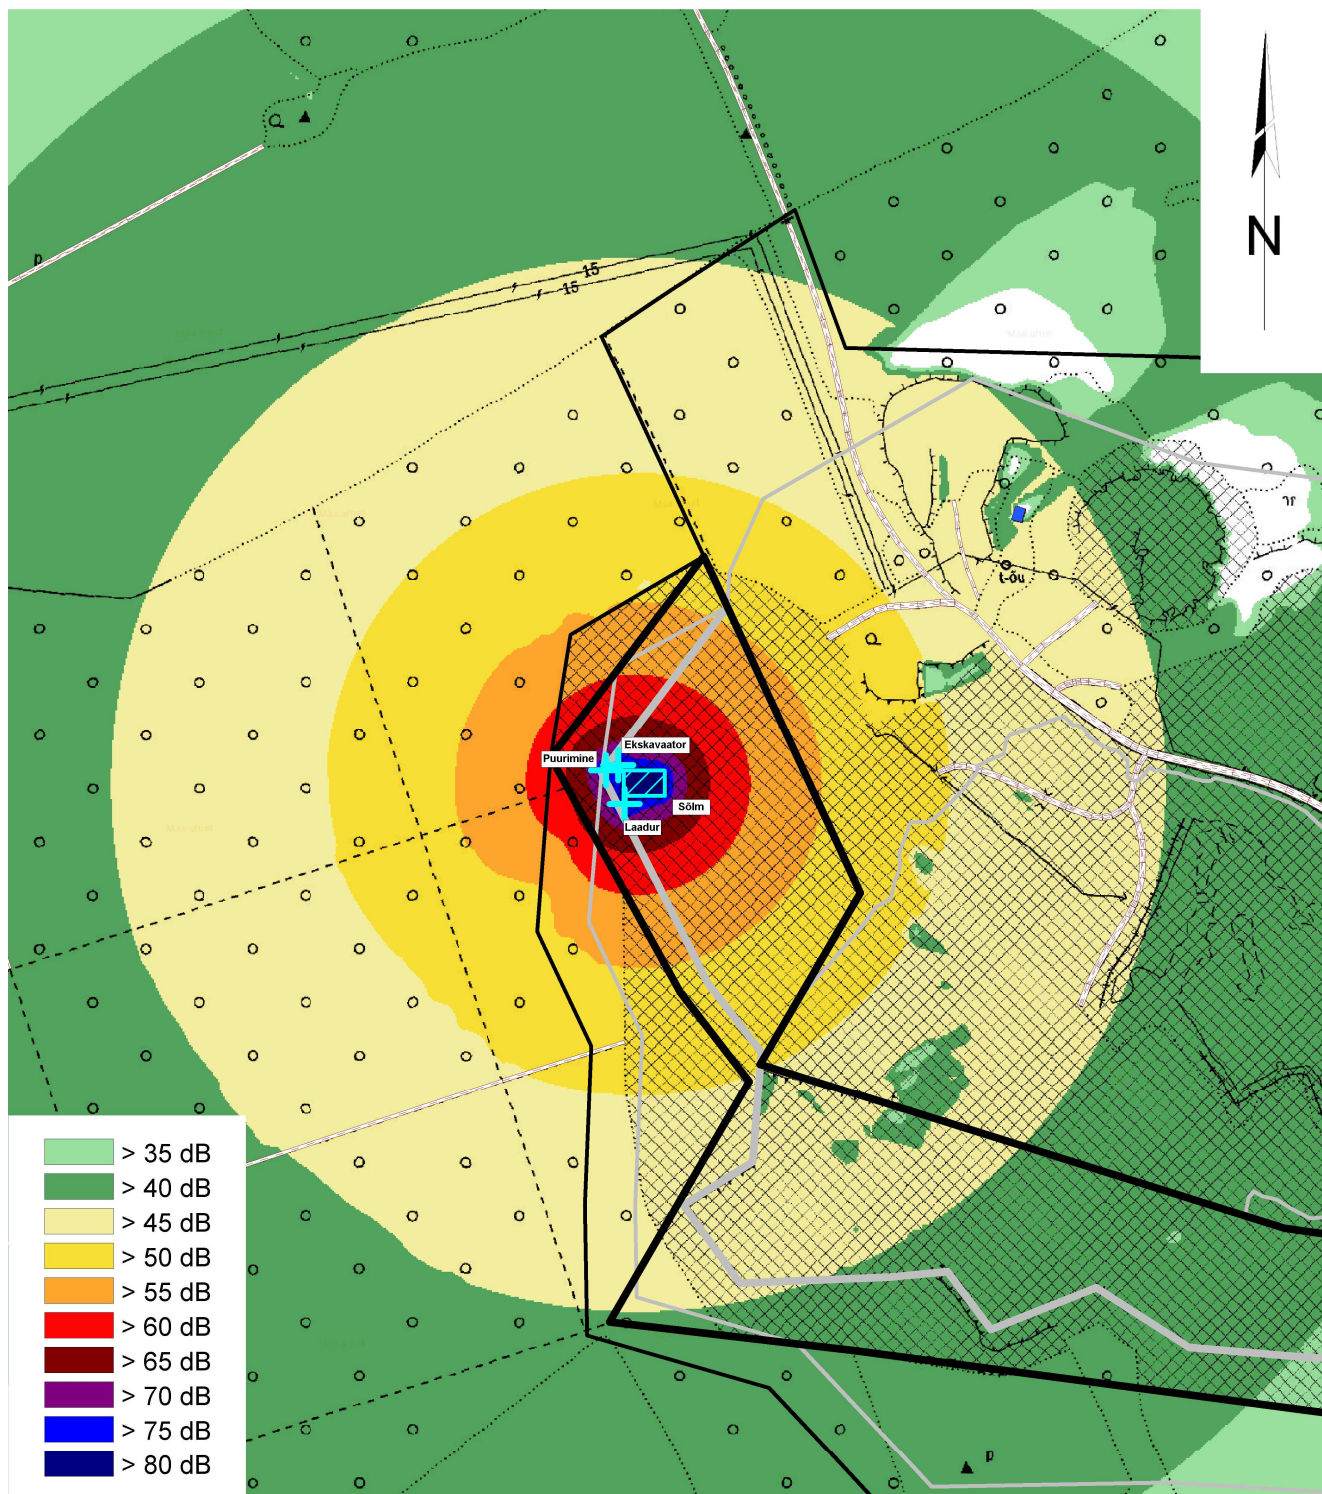 N
p
15
15
t-õu
Ekskavaator
Puurimine
Sõlm
Laadur
> 35 dB
> 40 dB
> 45 dB
> 50 dB
> 55 dB
> 60 dB
> 65 dB
> 70 dB
> 75 dB
> 80 dB
p